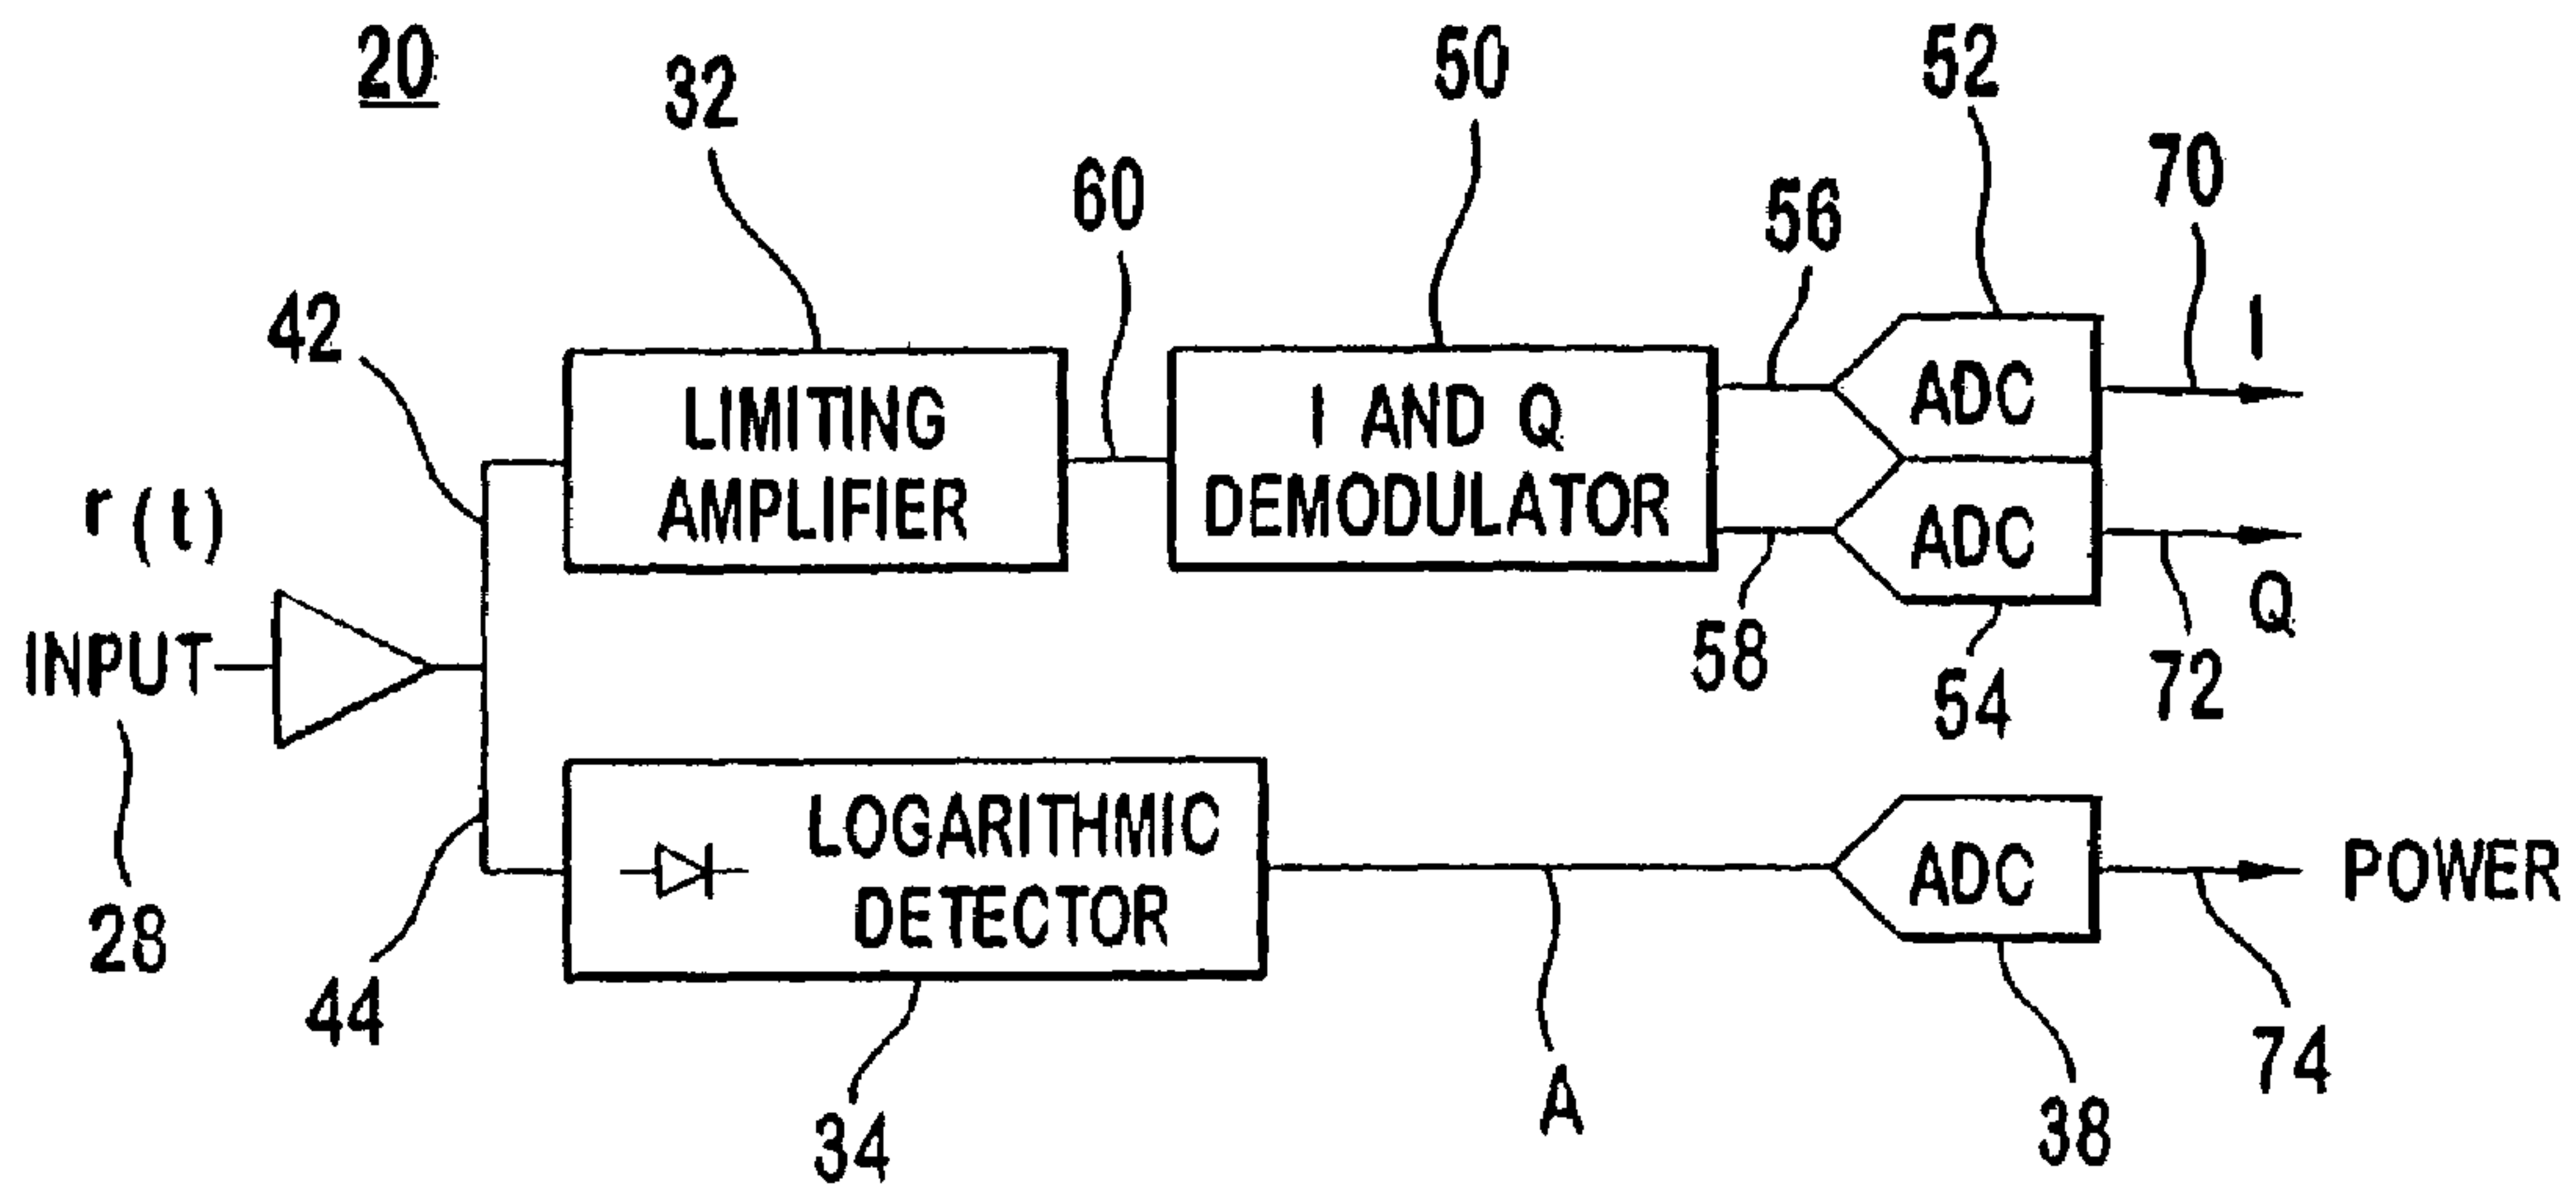 20
32
50
52
60
56
70
42
I
LIMITING
AMPLIFIER
I AND Q
DEMODULATOR
ADC
r(t)
ADC
Q
INPUT
58
54
72
28
44
LOGARITHMIC
DETECTOR
ADC
POWER
34
A
38
74